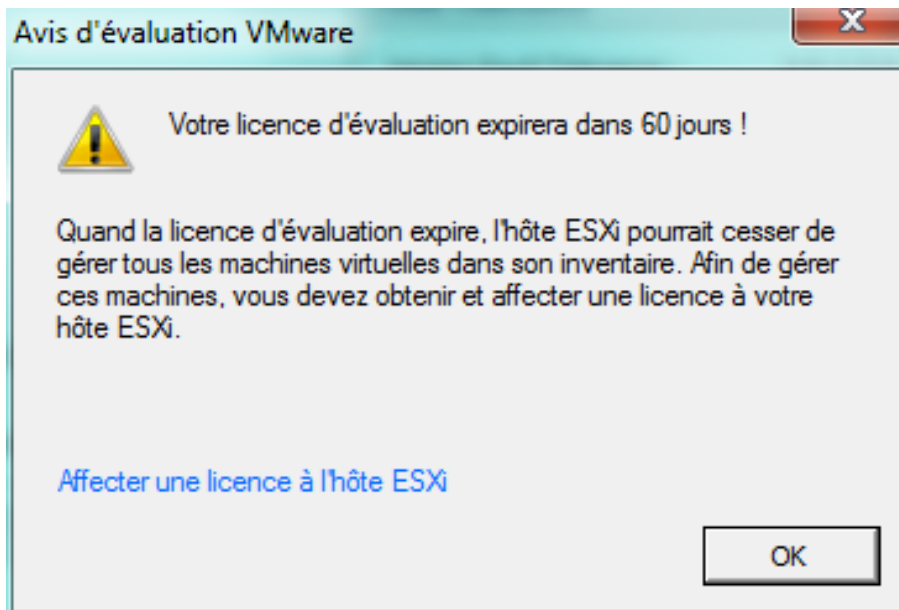 Avis d'évaluation VMware
Votre licence d'évaluation expirera dans 60 jours !
Quand la licence d'évaluation expire, l'hôte ESXi pourrait cesser de
gérer tous les machines virtuelles dans son inventaire. Afin de gérer
ces machines, vous devez obtenir et affecter une licence à votre
hôte ESXi.
Affecter une licence à l'hôte ESXi
OK